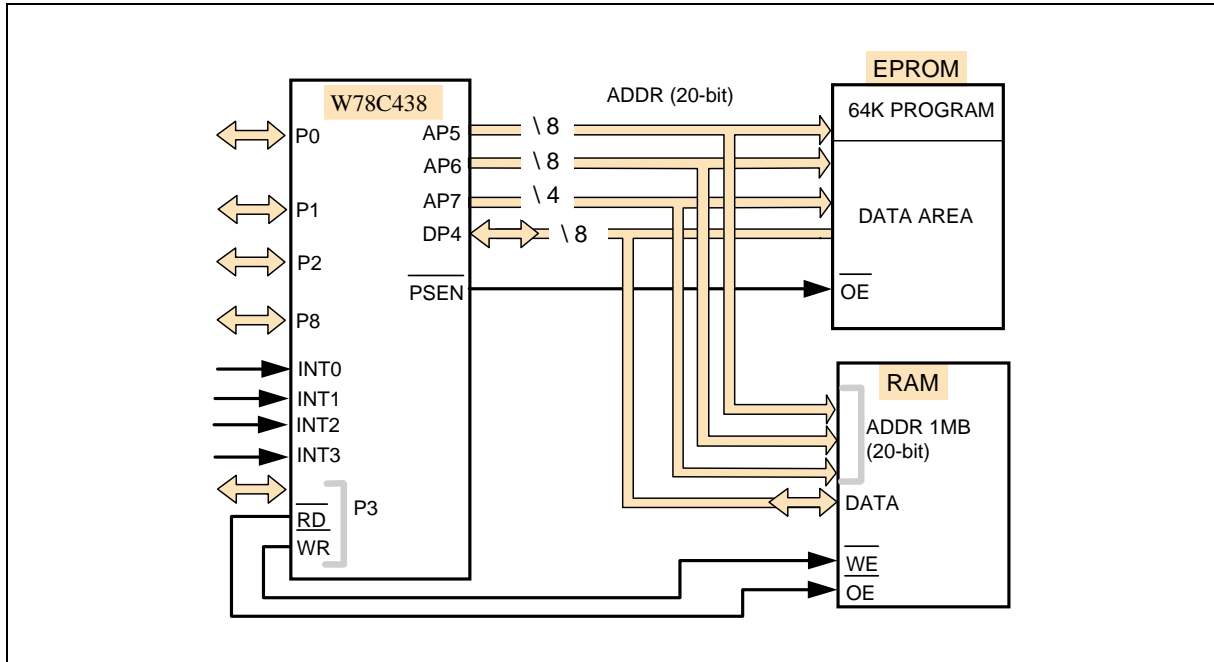 W78C438
P0
P1
P2
P8
INT0
INT1
INT2
INT3
P3
RD
WR
AP5
AP6
AP7
DP4
PSEN
ADDR (20-bit)
\ 8
\ 8
\ 4
\ 8
EPROM
64K PROGRAM
DATA AREA
OE
RAM
ADDR 1MB
(20-bit)
DATA
WE
OE